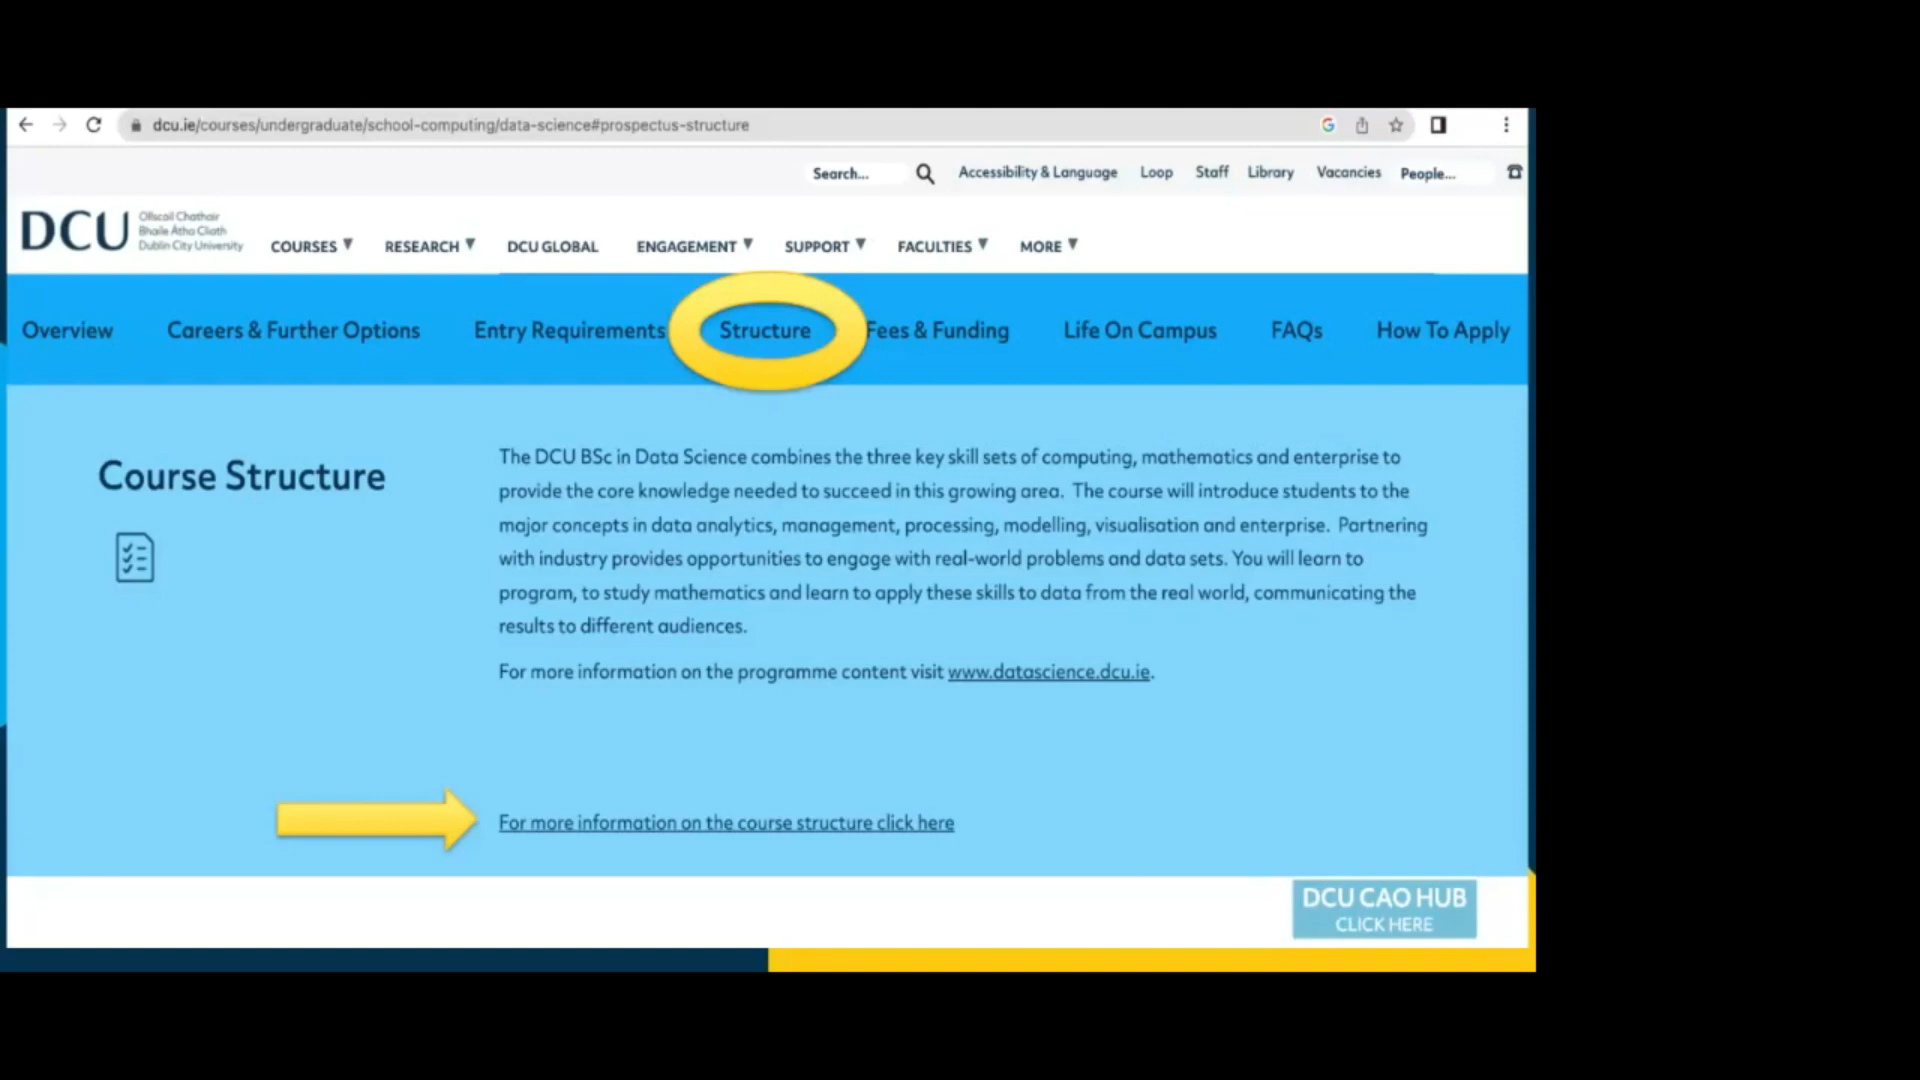 dcu.ie/courses/undergraduate/school-computing/data-science#prospectus-structure
Search... Accessibility & Language Loop Staff Library Vacancies People...
DCU Ollscoil Chathair
Bhaile Átha Cliath
Dublin City University
COURSES RESEARCH DCU GLOBAL ENGAGEMENT SUPPORT FACULTIES MORE
Overview Careers & Further Options Entry Requirements Structure Fees & Funding Life On Campus FAQs How To Apply
Course Structure
The DCU BSc in Data Science combines the three key skill sets of computing, mathematics and enterprise to
provide the core knowledge needed to succeed in this growing area. The course will introduce students to the
major concepts in data analytics, management, processing, modelling, visualisation and enterprise. Partnering
with industry provides opportunities to engage with real-world problems and data sets. You will learn to
program, to study mathematics and learn to apply these skills to data from the real world, communicating the
results to different audiences.
For more information on the programme content visit www.datascience.dcu.ie.
For more information on the course structure click here
DCU CAO HUB
CLICK HERE